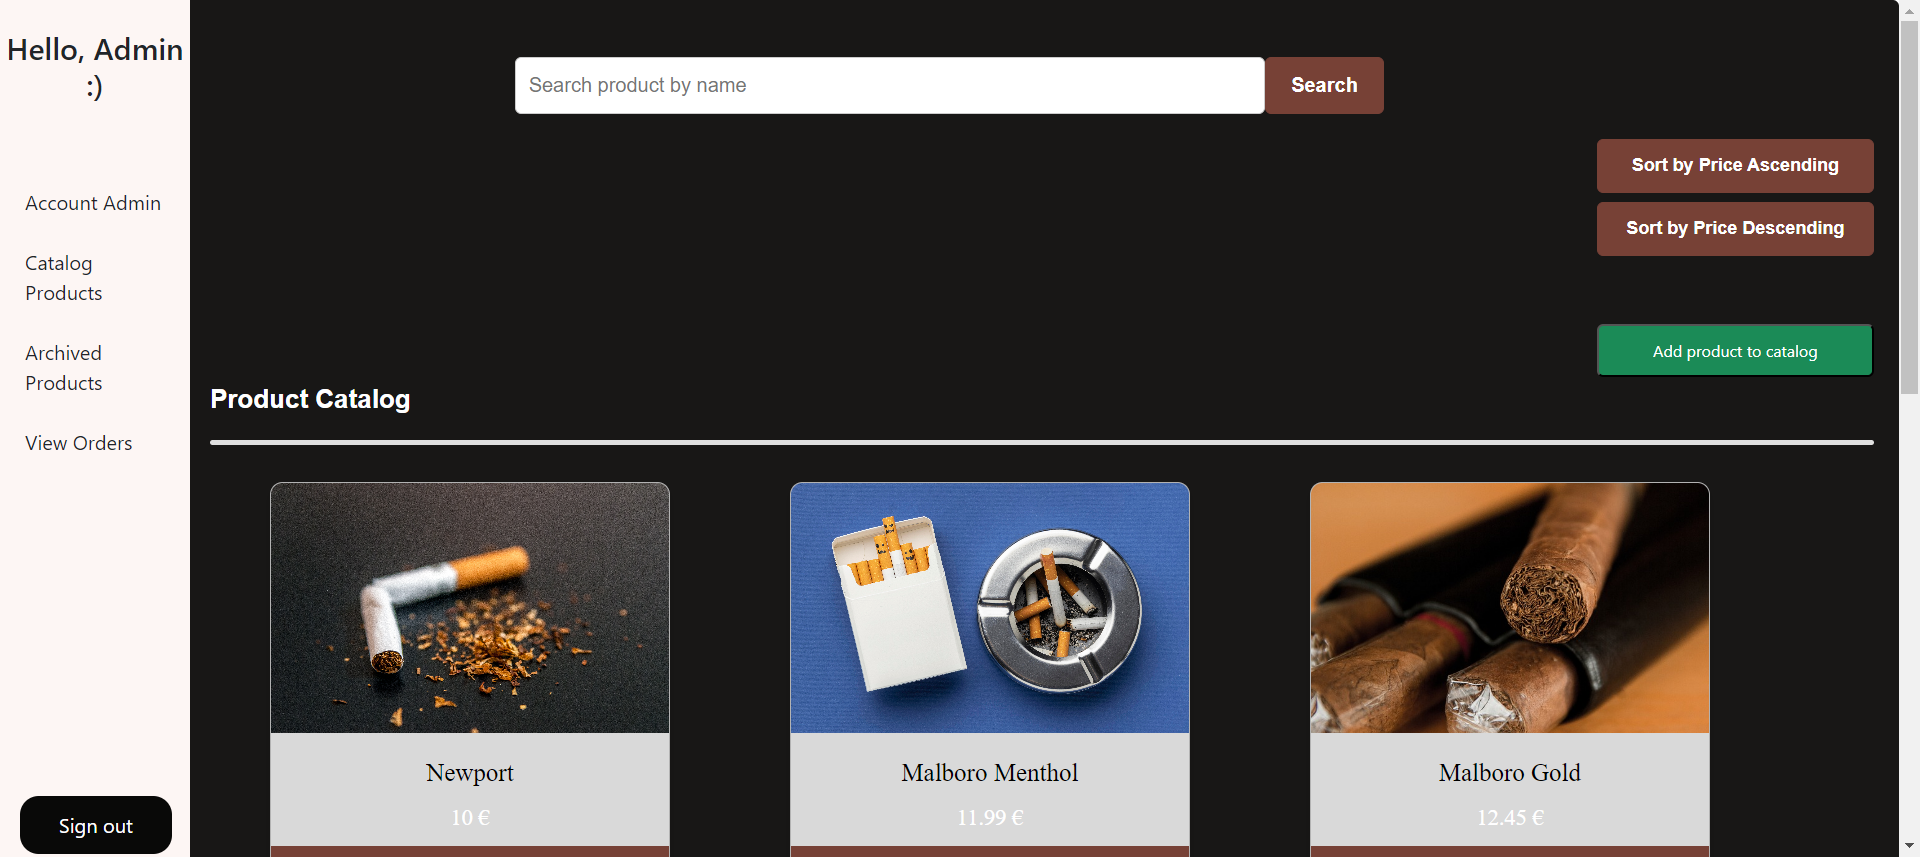 Hello, Admin
:)
Account Admin
Catalog
Products
Archived
Products
View Orders
Sign out
Search product by name
Search
Sort by Price Ascending
Sort by Price Descending
Add product to catalog
Product Catalog
Newport
10 €
Malboro Menthol
11.99 €
Malboro Gold
12.45 €